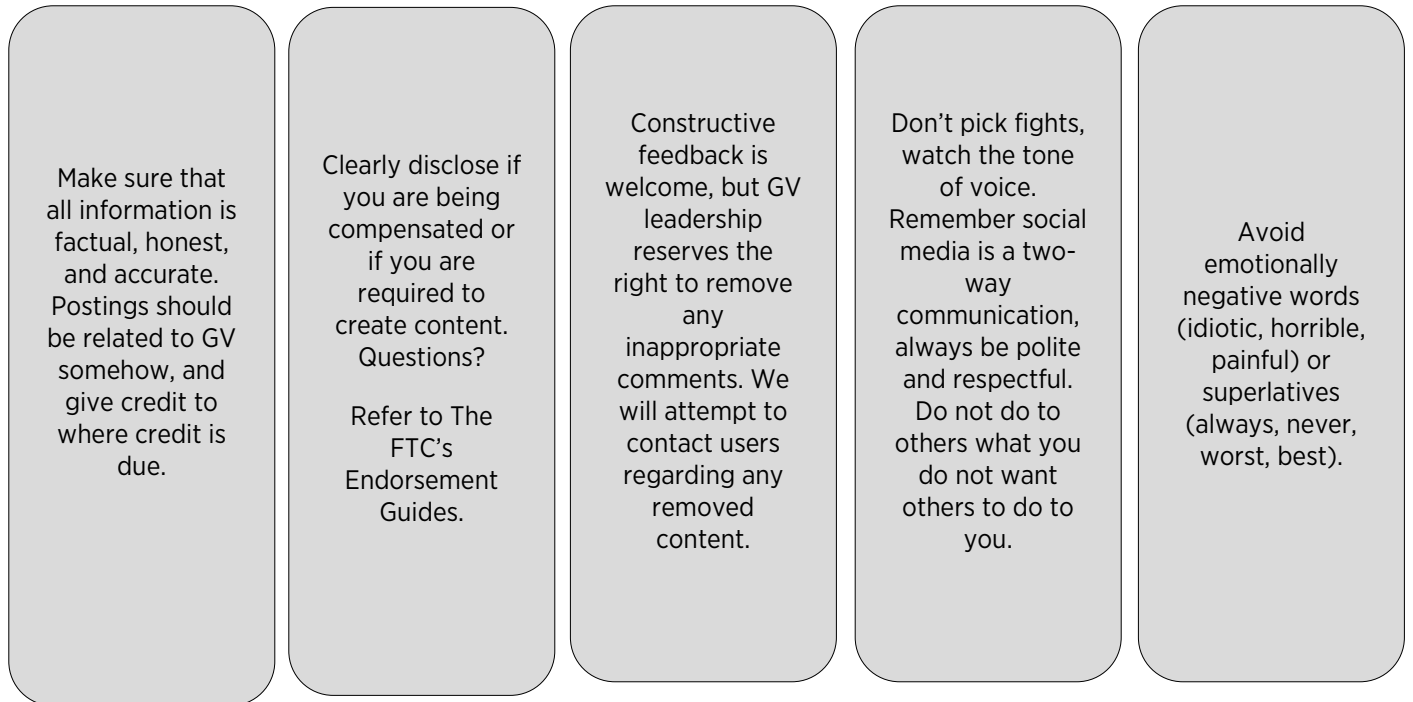 Make sure that
all information is
factual, honest,
and accurate.
Postings should
be related to GV
somehow, and
give credit to
where credit is
due.
Clearly disclose if
you are being
compensated or
if you are
required to
create content.
Questions?
Refer to The
FTC’s
Endorsement
Guides.
Constructive
feedback is
welcome, but GV
leadership
reserves the
right to remove
any
inappropriate
comments. We
will attempt to
contact users
regarding any
removed
content.
Don’t pick fights,
watch the tone
of voice.
Remember social
media is a two-
way
communication,
always be polite
and respectful.
Do not do to
others what you
do not want
others to do to
you.
Avoid
emotionally
negative words
(idiotic, horrible,
painful) or
superlatives
(always, never,
worst, best).